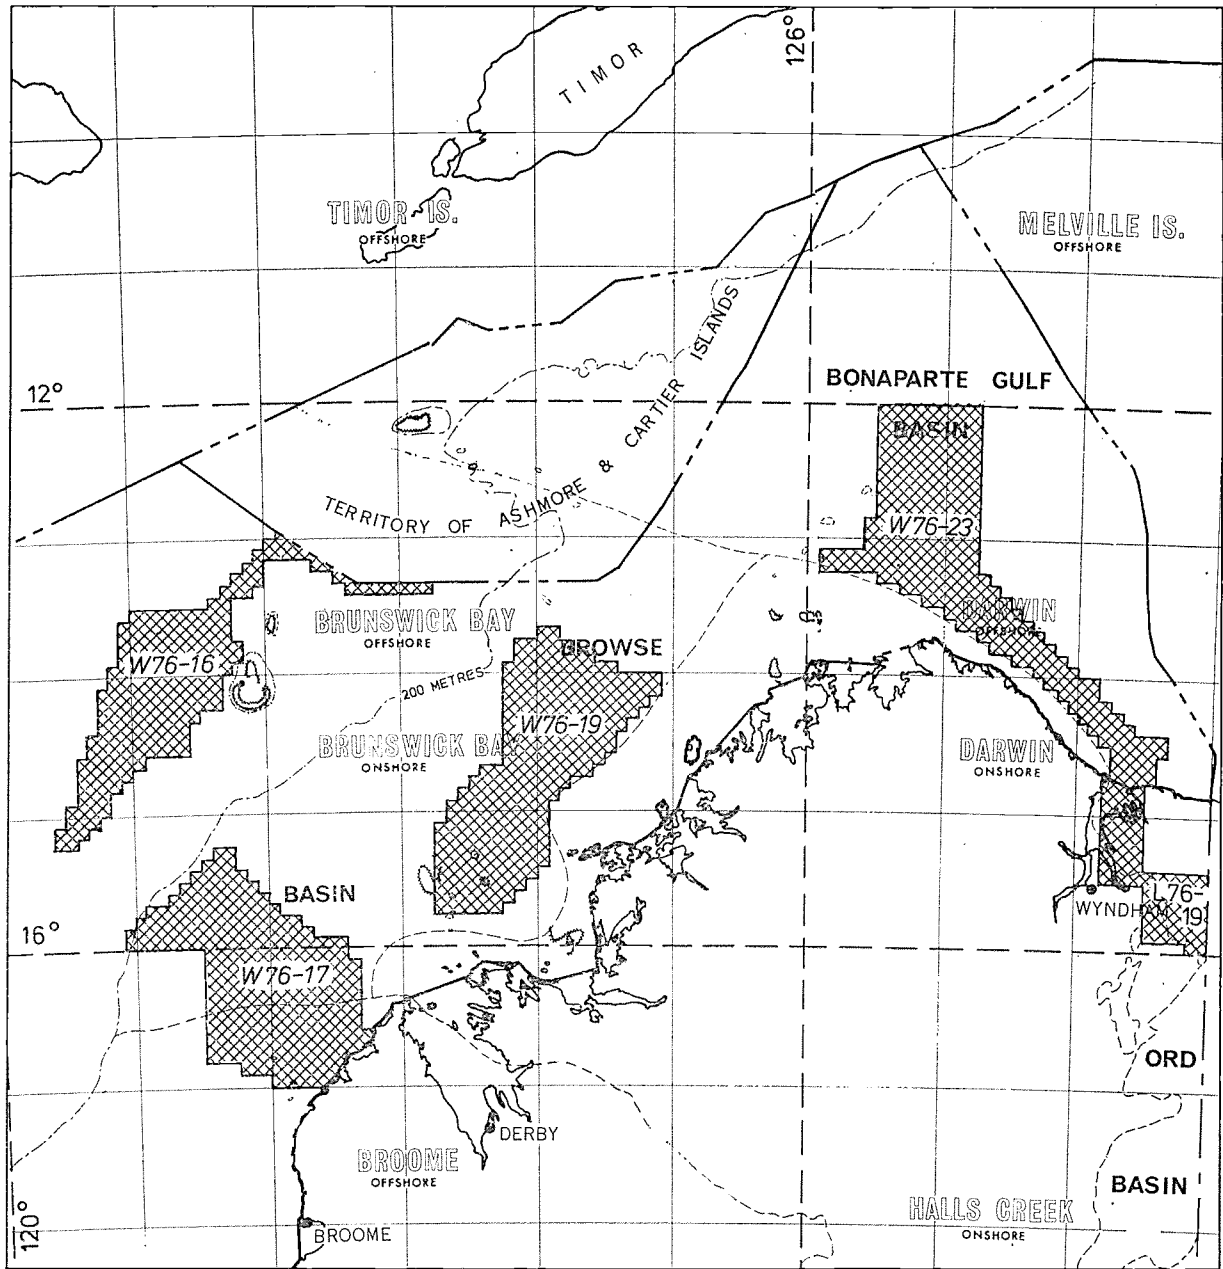 126°
TIMOR
TIMOR IS.
OFFSHORE
MELVILLE IS.
OFFSHORE
12°
BONAPARTE GULF
BASIN
TERRITORY OF ASHMORE & CARTIER ISLANDS
W76-23
BRUNSWICK BAY
OFFSHORE
BROWSE
DARWIN
OFFSHORE
W76-16
200 METRES
W76-19
BRUNSWICK BAY
ONSHORE
DARWIN
ONSHORE
BASIN
L76-
19
WYNDHAM
16°
W76-17
ORD
DERBY
BROOME
OFFSHORE
BASIN
HALLS CREEK
ONSHORE
120°
BROOME